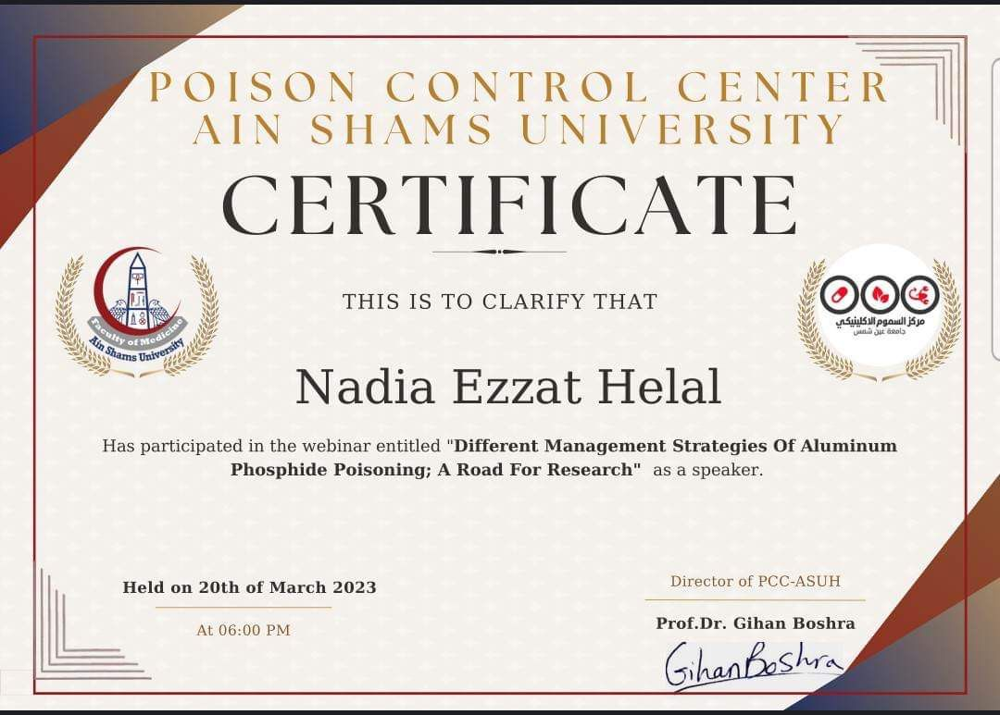 POISON CONTROL CENTER
AIN SHAMS UNIVERSITY
CERTIFICATE
Faculty of Medicine
Ain Shams University
مركز السموم الاكلينيكي
جامعة عين شمس
THIS IS TO CLARIFY THAT
Nadia Ezzat Helal
Has participated in the webinar entitled "Different Management Strategies Of Aluminum
Phosphide Poisoning; A Road For Research" as a speaker.
Held on 20th of March 2023
At 06:00 PM
Director of PCC-ASUH
Prof.Dr. Gihan Boshra
Gihan Boshra